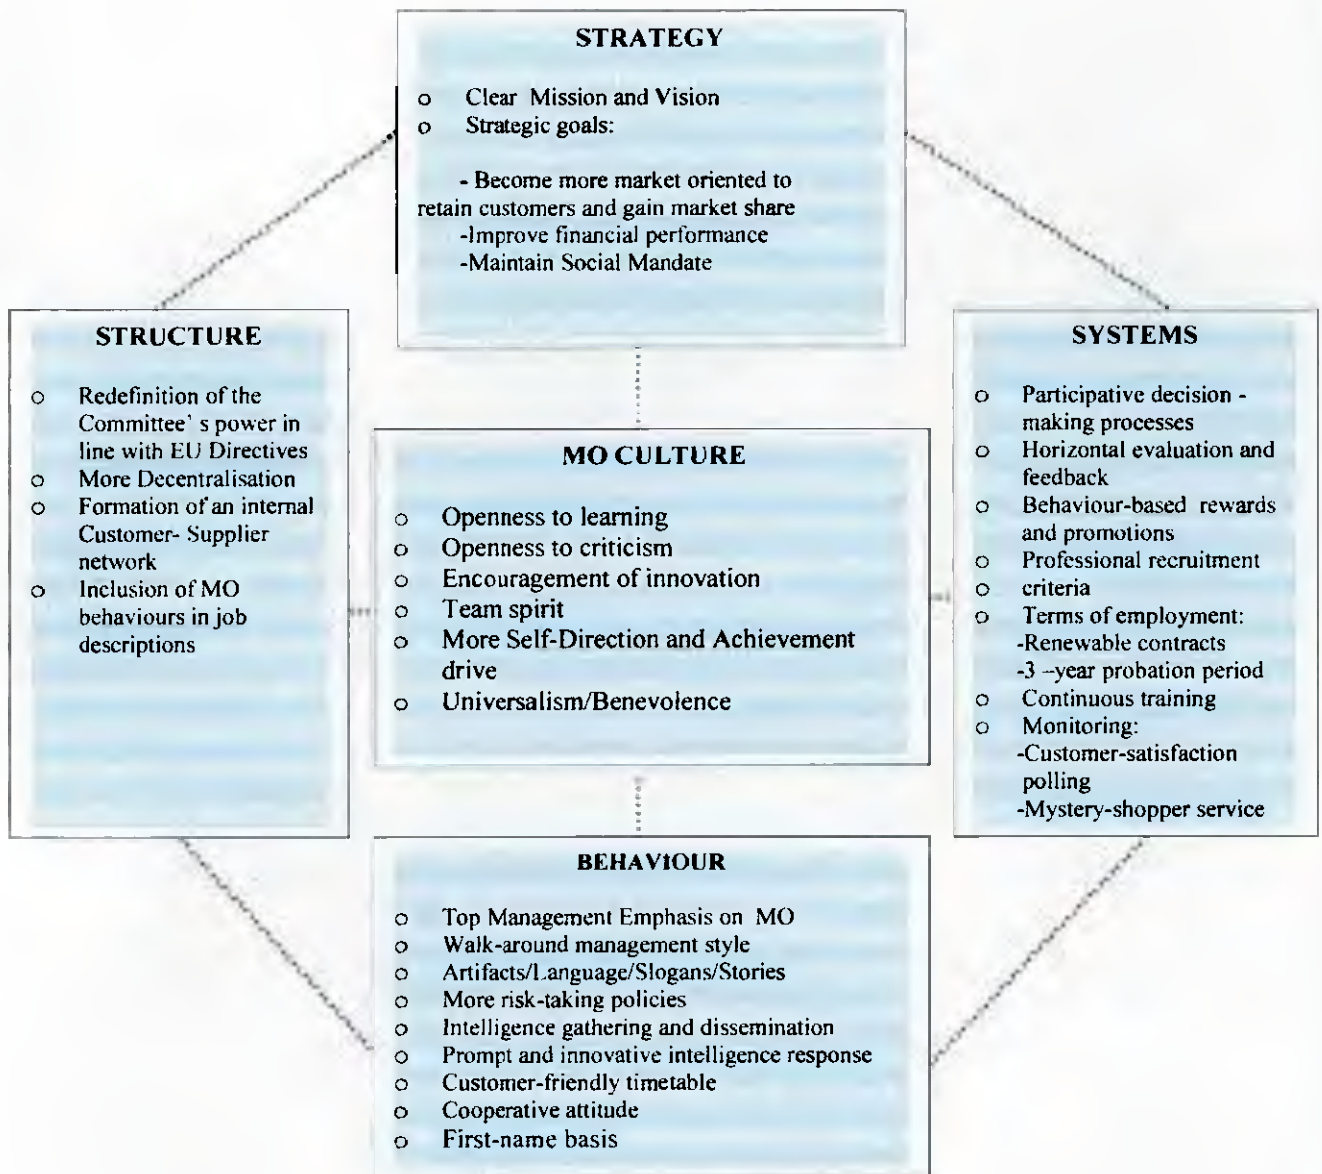 STRATEGY
o Clear Mission and Vision
o Strategic goals:
- Become more market oriented to
retain customers and gain market share
-Improve financial performance
-Maintain Social Mandate
STRUCTURE
o Redefinition of the
Committee' s power in
line with EU Directives
o More Decentralisation
o Formation of an internal
Customer- Supplier
network
o Inclusion of MO
behaviours in job
descriptions
MO CULTURE
o Openness to learning
o Openness to criticism
o Encouragement of innovation
o Team spirit
o More Self-Direction and Achievement
drive
o Universalism/Benevolence
SYSTEMS
o Participative decision -
making processes
o Horizontal evaluation and
feedback
o Behaviour-based rewards
and promotions
o Professional recruitment
o criteria
o Terms of employment:
-Renewable contracts
-3 –year probation period
o Continuous training
o Monitoring:
-Customer-satisfaction
polling
-Mystery-shopper service
BEHAVIOUR
o Top Management Emphasis on MO
o Walk-around management style
o Artifacts/Language/Slogans/Stories
o More risk-taking policies
o Intelligence gathering and dissemination
o Prompt and innovative intelligence response
o Customer-friendly timetable
o Cooperative attitude
o First-name basis